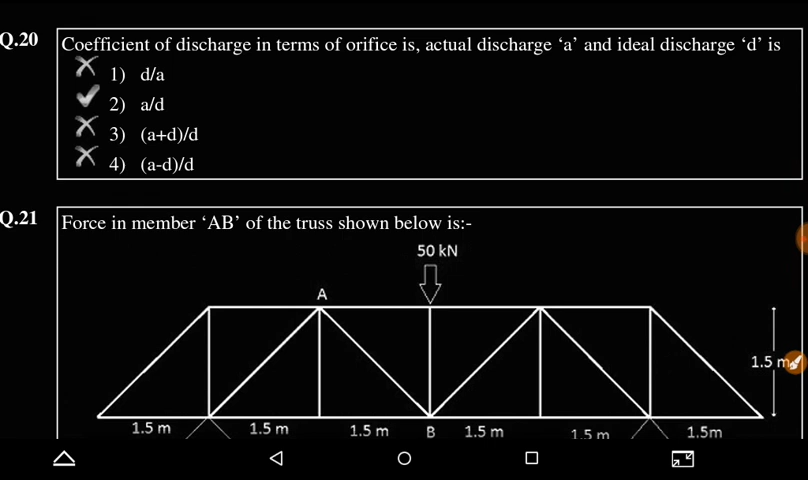 Q.20 Coefficient of discharge in terms of orifice is, actual discharge ‘a’ and ideal discharge ‘d’ is
1) d/a
2) a/d
3) (a+d)/d
4) (a-d)/d
Q.21 Force in member ‘AB’ of the truss shown below is:-
50 kN
A
1.5 m
1.5 m 1.5 m 1.5 m B 1.5 m 1.5 m 1.5m